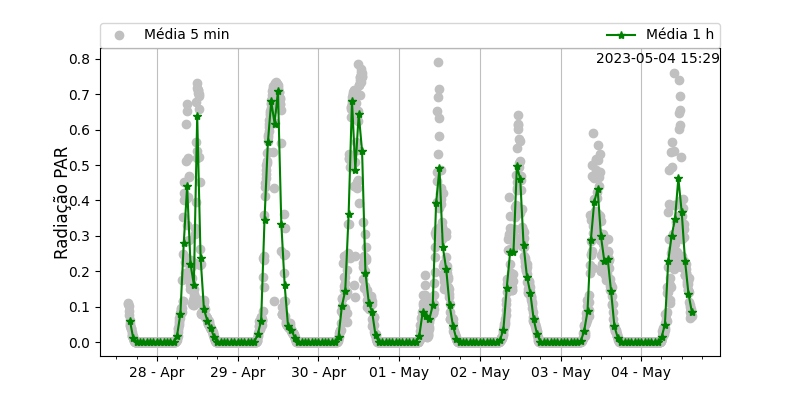 Média 5 min
Média 1 h
2023-05-04 15:29
Radiação PAR
0.8
0.7
0.6
0.5
0.4
0.3
0.2
0.1
0.0
28 - Apr
29 - Apr
30 - Apr
01 - May
02 - May
03 - May
04 - May